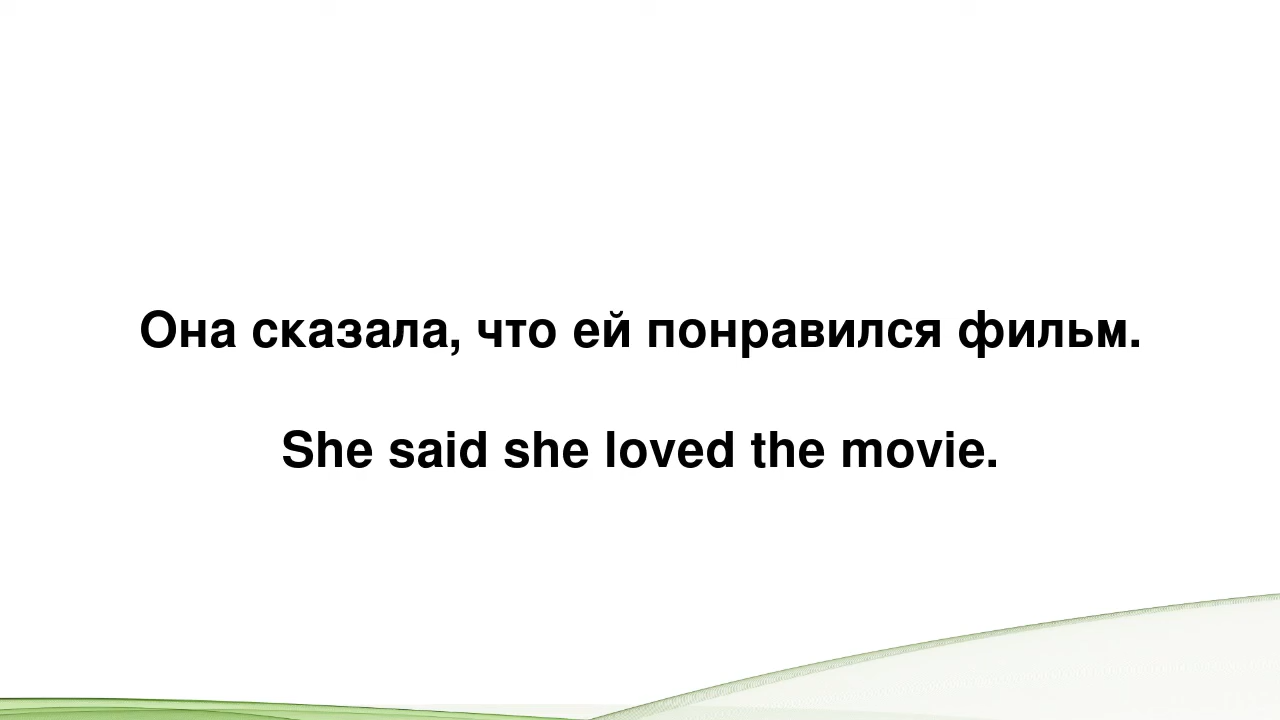 Она сказала, что ей понравился фильм.
She said she loved the movie.